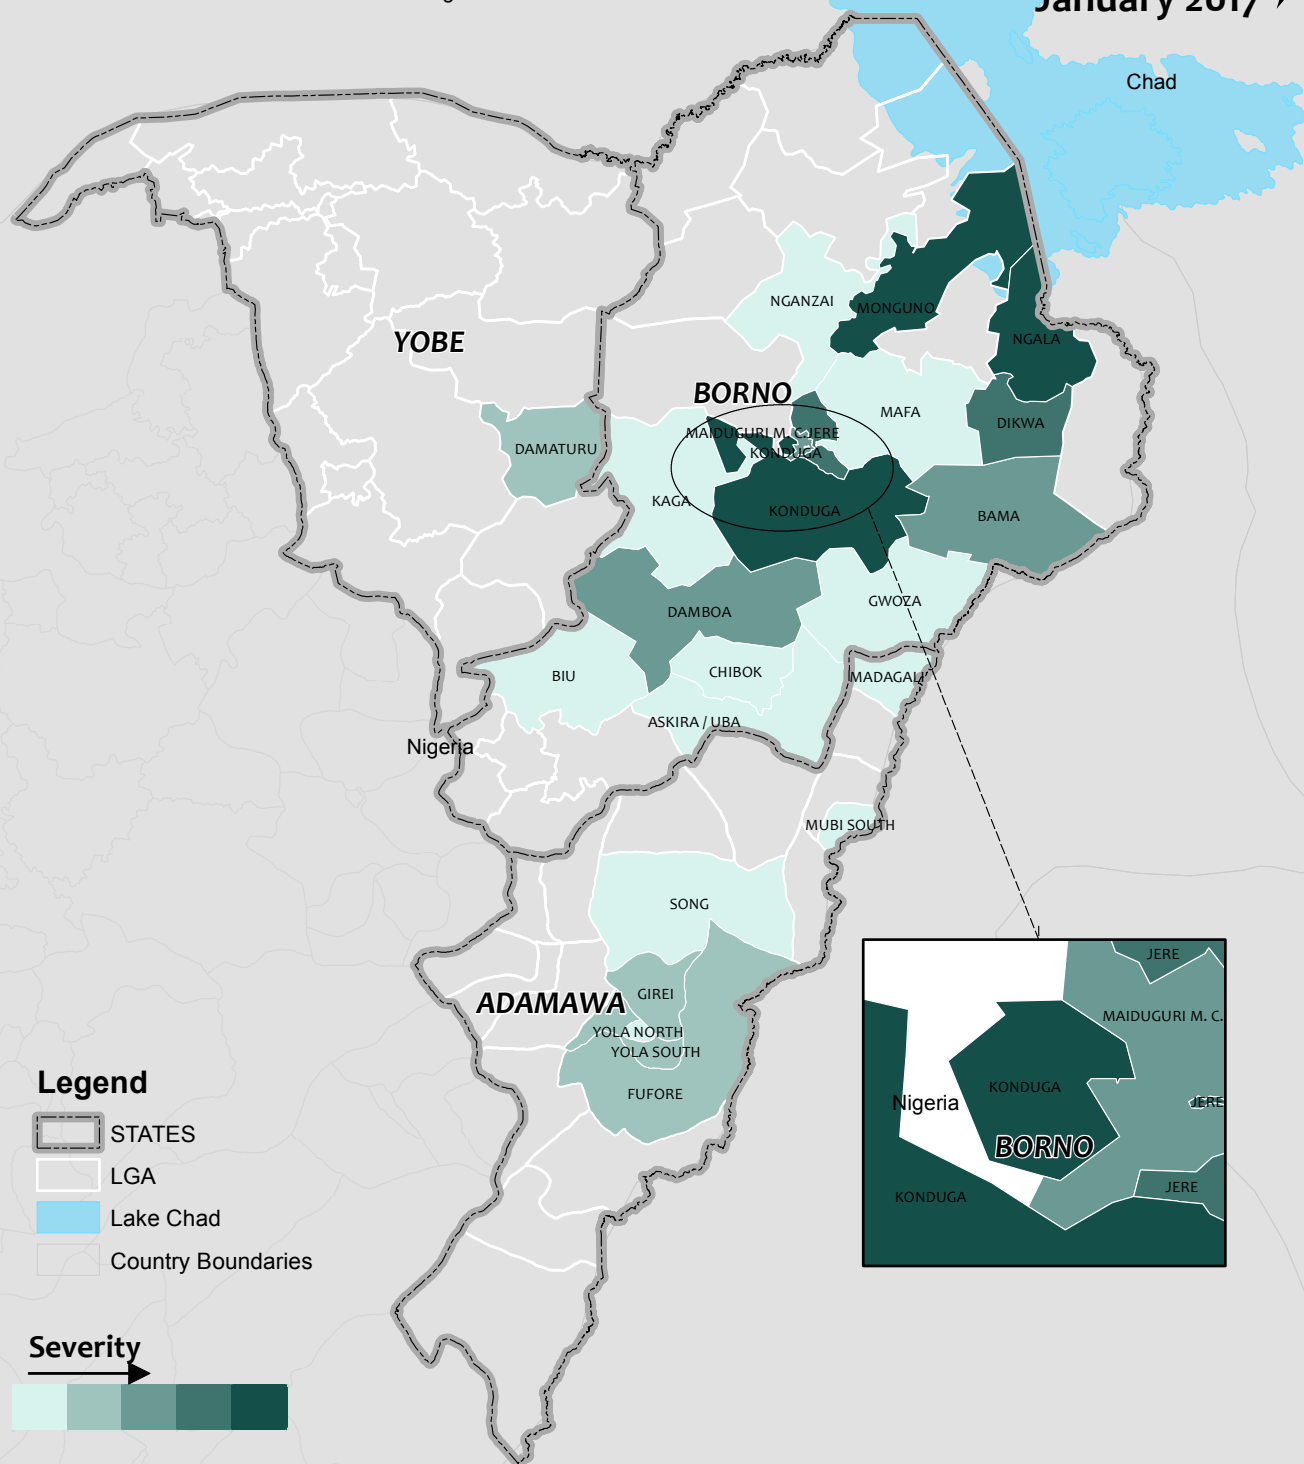 January 2017
Chad
NGANZAI
MONGUNO
NGALA
YOBE
BORNO
MAFA
DIKWA
DAMATURU
MAIDUGURI M. C.
JERE
KONDUGA
KAGA
KONDUGA
BAMA
DAMBOA
GWOZA
BIU
CHIBOK
MADAGALI
ASKIRA / UBA
Nigeria
MUBI SOUTH
SONG
GIREI
ADAMAWA
YOLA NORTH
YOLA SOUTH
FUFORE
JERE
MAIDUGURI M. C.
KONDUGA
Nigeria
JERE
BORNO
JERE
KONDUGA
Legend
STATES
LGA
Lake Chad
Country Boundaries
Severity